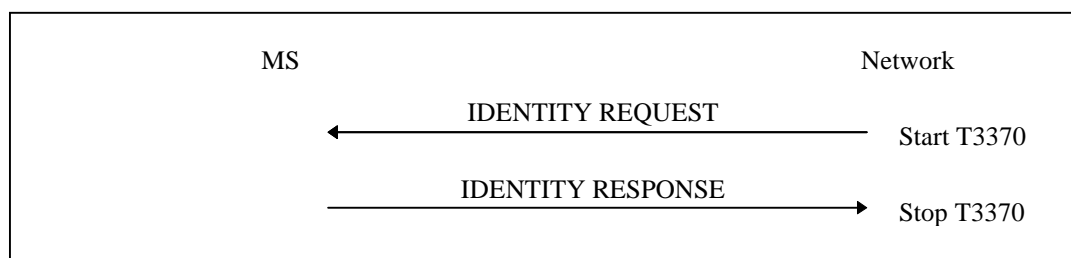 MS Network
IDENTITY REQUEST
Start T3370
IDENTITY RESPONSE
Stop T3370